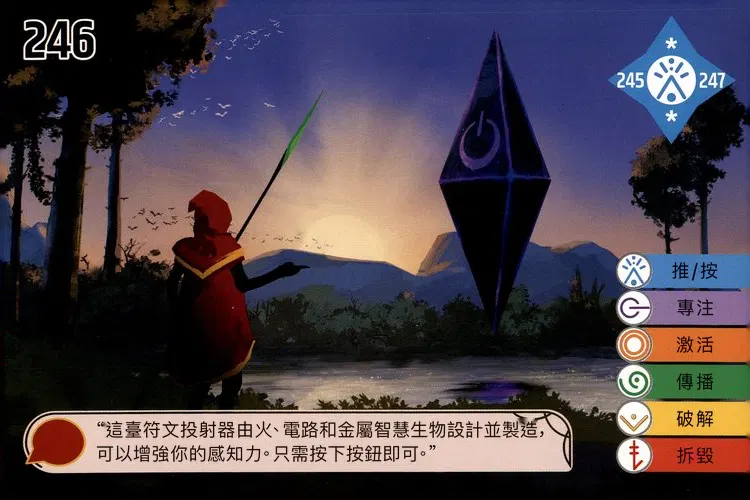 246
*
245 247
*
推/按
專注
激活
傳播
破解
拆毀
“這臺符文投射器由火、電路和金屬智慧生物設計並製造，
可以增強你的感知力。只需按下按鈕即可。”